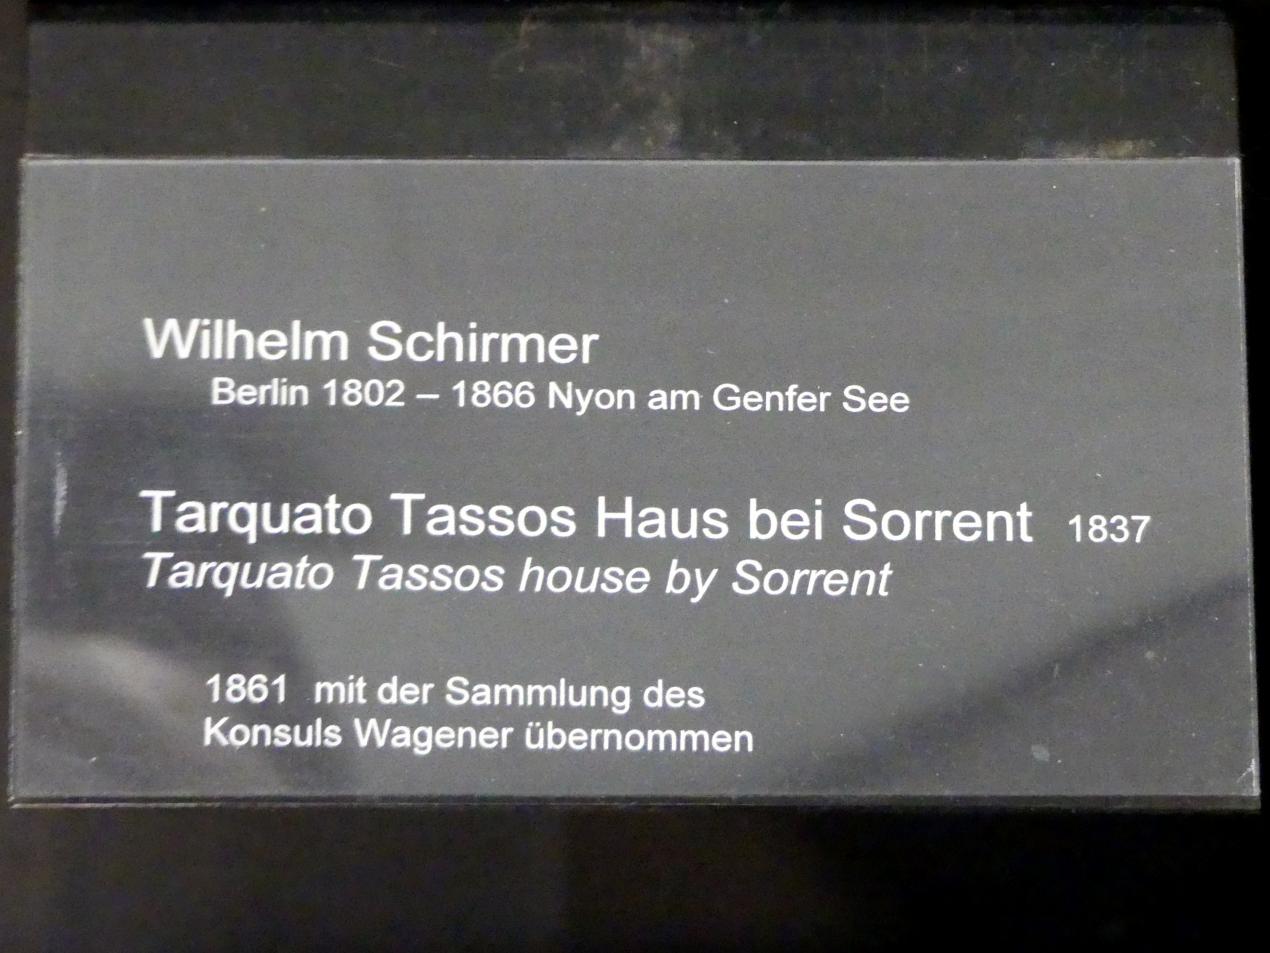 Wilhelm Schirmer
Berlin 1802 – 1866 Nyon am Genfer See
Tarquato Tassos Haus bei Sorrent 1837
Tarquato Tassos house by Sorrent
1861 mit der Sammlung des
Konsuls Wagener übernommen